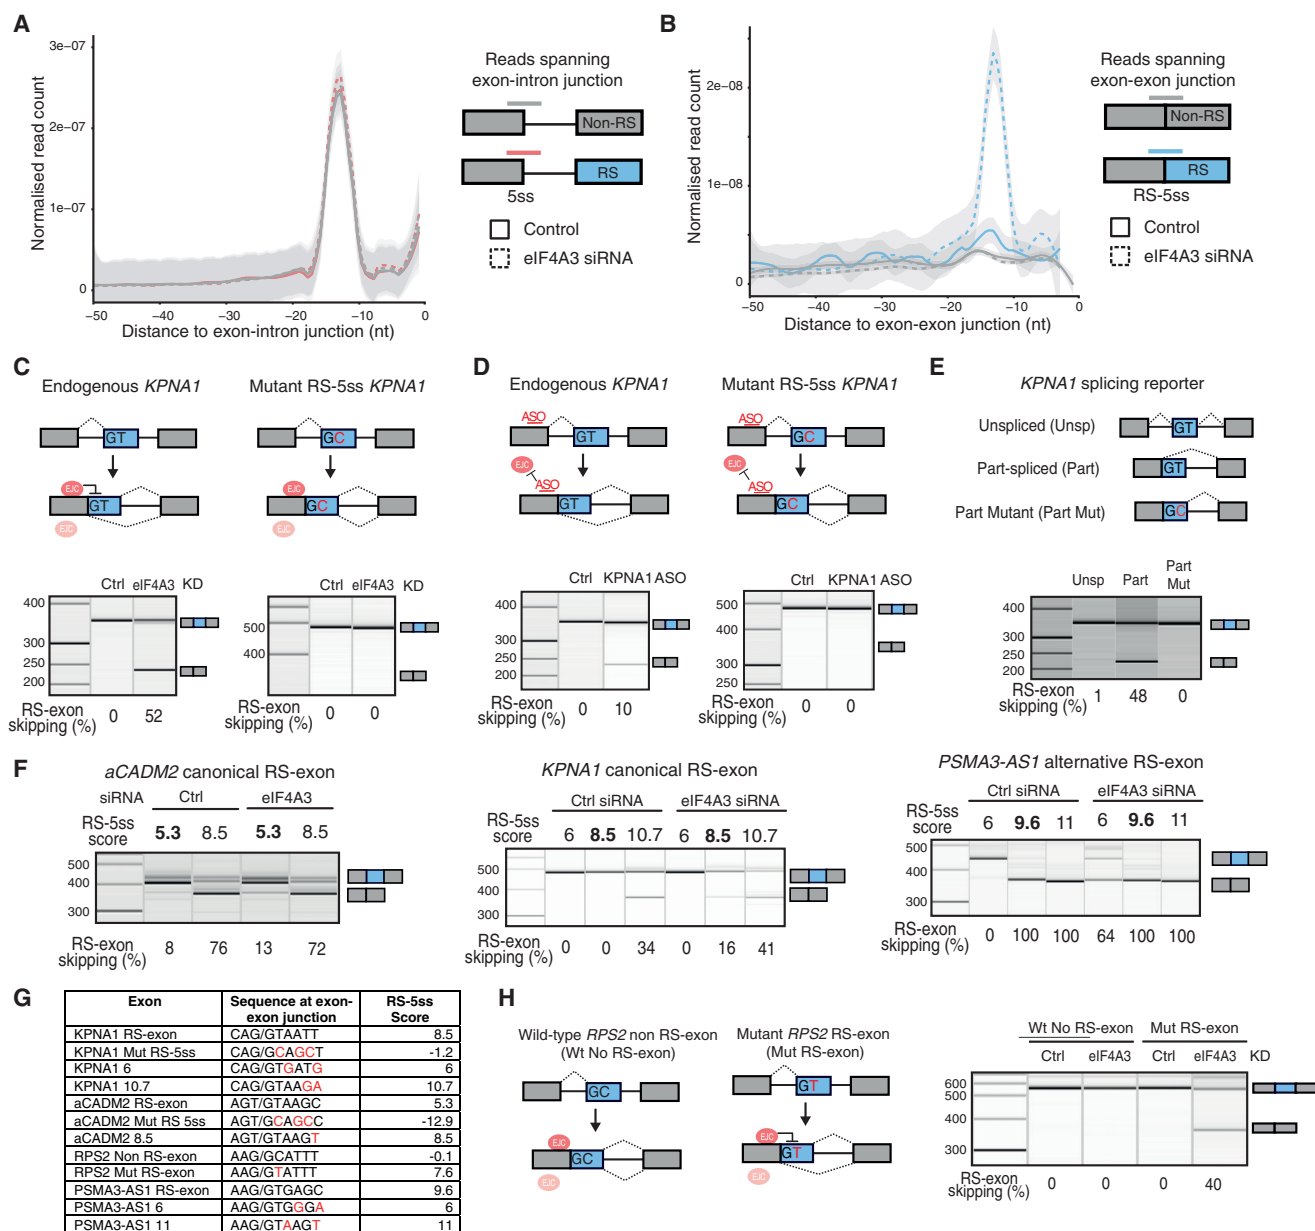 A
3e−07
2e−07
1e−07
0
Normalised read count
−50 −40 −30 −20 −10 0
Distance to exon-intron junction (nt)
Reads spanning
exon-intron junction
Non-RS
RS
5ss
Control
eIF4A3 siRNA
B
2e−08
1e−08
0
Normalised read count
−50 −40 −30 −20 −10 0
Distance to exon-exon junction (nt)
Reads spanning
exon-exon junction
Non-RS
RS
RS-5ss
Control
eIF4A3 siRNA
C
Endogenous KPNA1
Mutant RS-5ss KPNA1
GT
GC
EJC
GT
EJC
EJC
GC
EJC
Ctrl eIF4A3 KD
400
300
250
200
RS-exon
skipping (%) 0 52
Ctrl eIF4A3 KD
500
400
RS-exon
skipping (%) 0 0
D
Endogenous KPNA1
Mutant RS-5ss KPNA1
ASO
GT
ASO
GC
EJC
ASO
GT
EJC
ASO
GC
Ctrl KPNA1 ASO
400
300
250
200
RS-exon
skipping (%) 0 10
Ctrl KPNA1 ASO
500
400
300
250
RS-exon
skipping (%) 0 0
E
KPNA1 splicing reporter
Unspliced (Unsp)
GT
Part-spliced (Part)
GT
Part Mutant (Part Mut)
GC
Unsp Part Part
Mut
400
300
250
200
RS-exon
skipping (%) 1 48 0
F
aCADM2 canonical RS-exon
siRNA Ctrl eIF4A3
RS-5ss
score 5.3 8.5 5.3 8.5
500
400
300
RS-exon
skipping (%) 8 76 13 72
KPNA1 canonical RS-exon
Ctrl siRNA eIF4A3 siRNA
RS-5ss
score 6 8.5 10.7 6 8.5 10.7
500
400
300
RS-exon
skipping (%) 0 0 34 0 16 41
PSMA3-AS1 alternative RS-exon
Ctrl siRNA eIF4A3 siRNA
RS-5ss
score 6 9.6 11 6 9.6 11
500
400
300
RS-exon
skipping (%) 0 100 100 64 100 100
G
Exon Sequence at exon-exon junction RS-5ss Score
KPNA1 RS-exon CAG/GTAATT 8.5
KPNA1 Mut RS-5ss CAG/GCAGCT -1.2
KPNA1 6 CAG/GTGATG 6
KPNA1 10.7 CAG/GTAAGA 10.7
aCADM2 RS-exon AGT/GTAAGC 5.3
aCADM2 Mut RS 5ss AGT/GCAGCC -12.9
aCADM2 8.5 AGT/GTAAGT 8.5
RPS2 Non RS-exon AAG/GCATTT -0.1
RPS2 Mut RS-exon AAG/GTATTT 7.6
PSMA3-AS1 RS-exon AAG/GTGAGC 9.6
PSMA3-AS1 6 AAG/GTGGGA 6
PSMA3-AS1 11 AAG/GTAAGT 11
H
Wild-type RPS2 non RS-exon
(Wt No RS-exon)
GC
EJC
GC
EJC
Mutant RPS2 RS-exon
(Mut RS-exon)
GT
EJC
GT
EJC
Wt No RS-exon Mut RS-exon
Ctrl eIF4A3 Ctrl eIF4A3 KD
600
500
400
300
RS-exon
skipping (%) 0 0 0 40